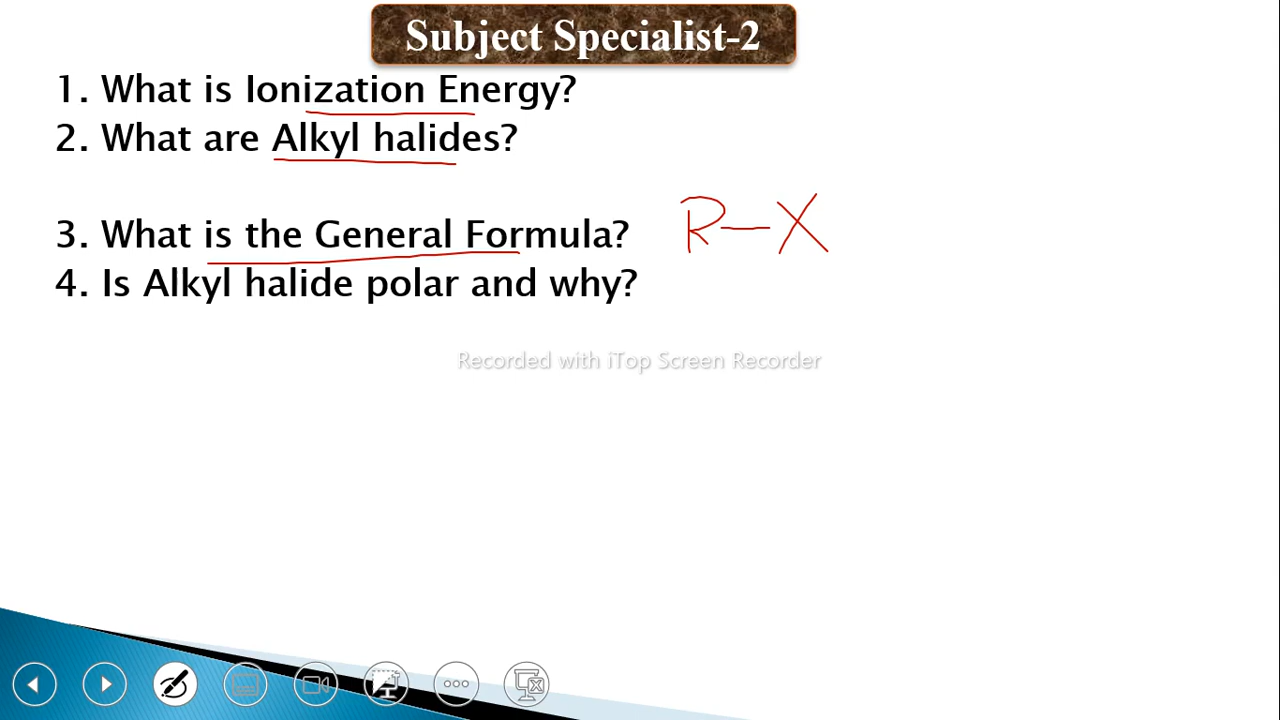 Subject Specialist-2
1. What is Ionization Energy?
2. What are Alkyl halides?
3. What is the General Formula? R-X
4. Is Alkyl halide polar and why?
Recorded with iTop Screen Recorder